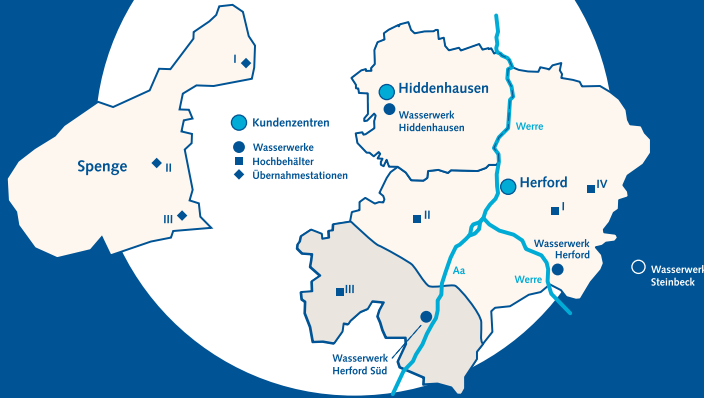 I
Hiddenhausen
Kundenzentren
Wasserwerk
Hiddenhausen
Werre
Wasserwerke
Hochbehälter
Übernahmestationen
Spenge
II
Herford
IV
III
II
I
Wasserwerk
Herford
Aa
Werre
Wasserwerk
Steinbeck
III
Wasserwerk
Herford Süd